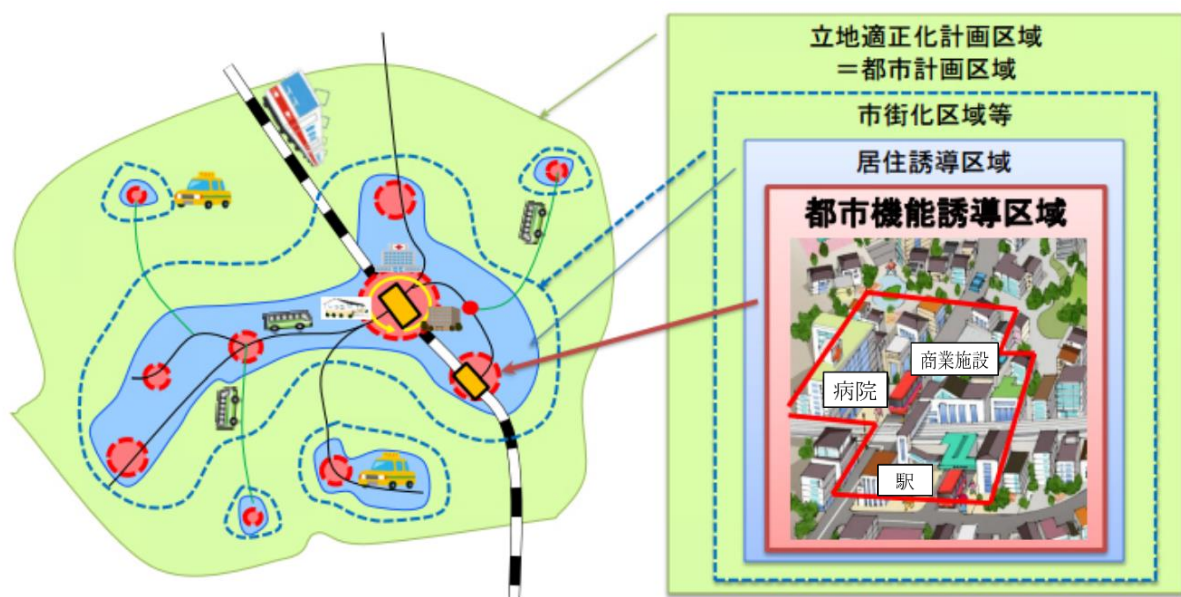 立地適正化計画区域
＝都市計画区域
市街化区域等
居住誘導区域
都市機能誘導区域
商業施設
病院
駅